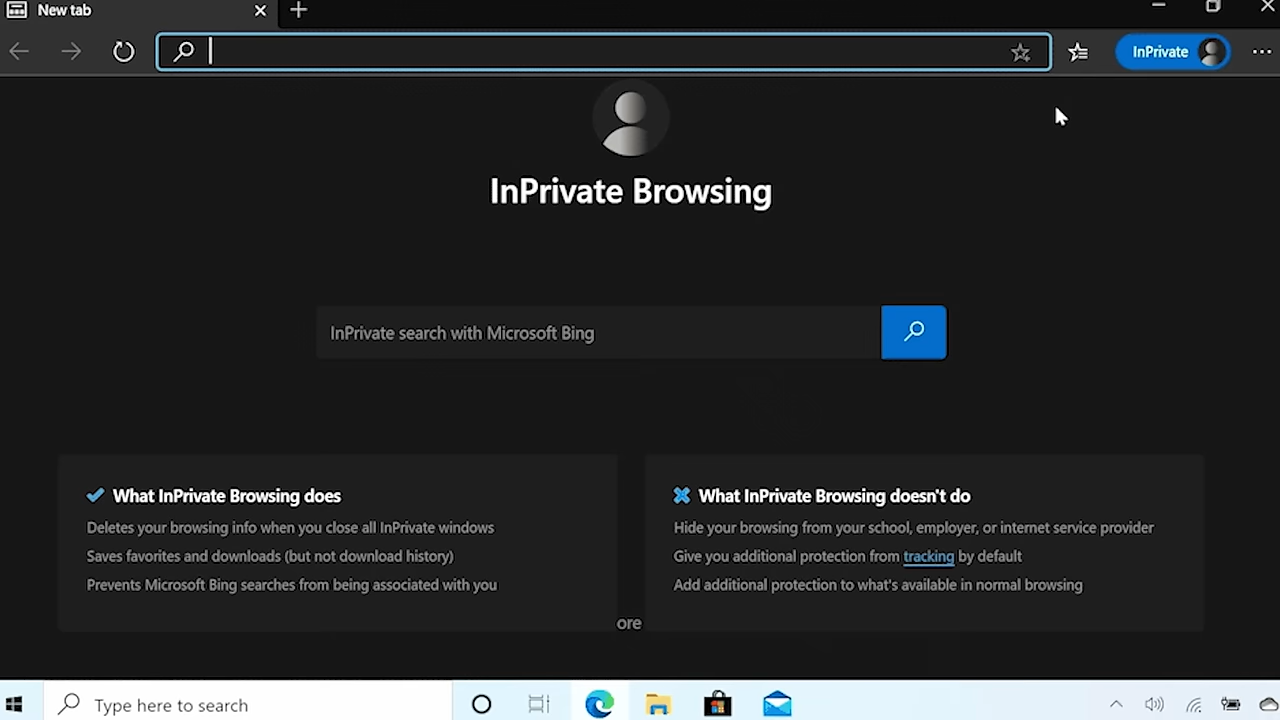 New tab
InPrivate
InPrivate Browsing
InPrivate search with Microsoft Bing
What InPrivate Browsing does
Deletes your browsing info when you close all InPrivate windows
Saves favorites and downloads (but not download history)
Prevents Microsoft Bing searches from being associated with you
What InPrivate Browsing doesn't do
Hide your browsing from your school, employer, or internet service provider
Give you additional protection from tracking by default
Add additional protection to what's available in normal browsing
ore
Type here to search